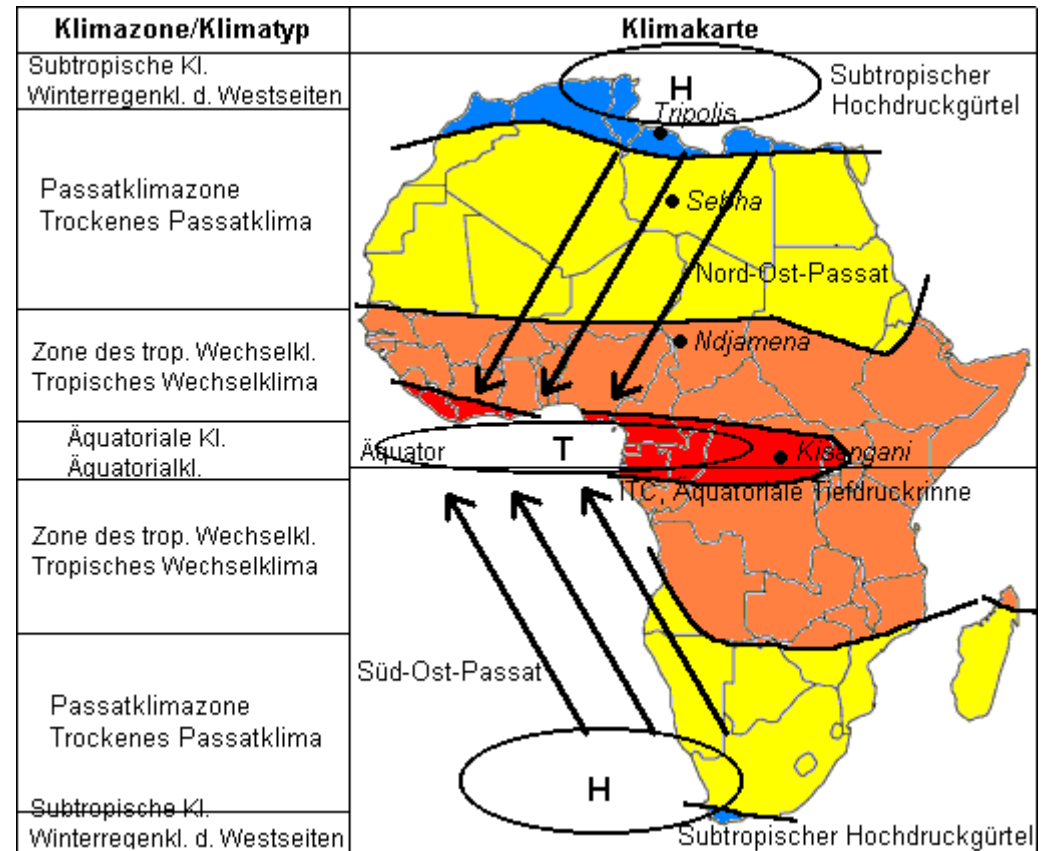 Klimazone/Klimatyp
Klimakarte
Subtropische Kl.
Winterregenkl. d. Westseiten
Passatklimazone
Trockenes Passatklima
Zone des trop. Wechselkl.
Tropisches Wechselklima
Äquatoriale Kl.
Äquatorialkl.
Zone des trop. Wechselkl.
Tropisches Wechselklima
Passatklimazone
Trockenes Passatklima
Subtropische Kl.
Winterregenkl. d. Westseiten
H
Subtropischer
Hochdruckgürtel
Tripolis
Sebha
Nord-Ost-Passat
Ndjamena
Äquator
T
Kisangani
ITC, Äquatoriale Tiefdruckrinne
Süd-Ost-Passat
H
Subtropischer Hochdruckgürtel